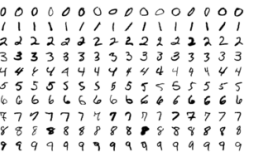 0 0 0 0 0 0 0 0 0 0 0 0 0 0 0 0
1 1 1 1 1 1 1 1 1 1 1 1 1 1 1 1
2 2 2 2 2 2 2 2 2 2 2 2 2 2 2 2
3 3 3 3 3 3 3 3 3 3 3 3 3 3 3 3
4 4 4 4 4 4 4 4 4 4 4 4 4 4 4 4
5 5 5 5 5 5 5 5 5 5 5 5 5 5 5 5
6 6 6 6 6 6 6 6 6 6 6 6 6 6 6 6
7 7 7 7 7 7 7 7 7 7 7 7 7 7 7 7
8 8 8 8 8 8 8 8 8 8 8 8 8 8 8 8
9 9 9 9 9 9 9 9 9 9 9 9 9 9 9 9